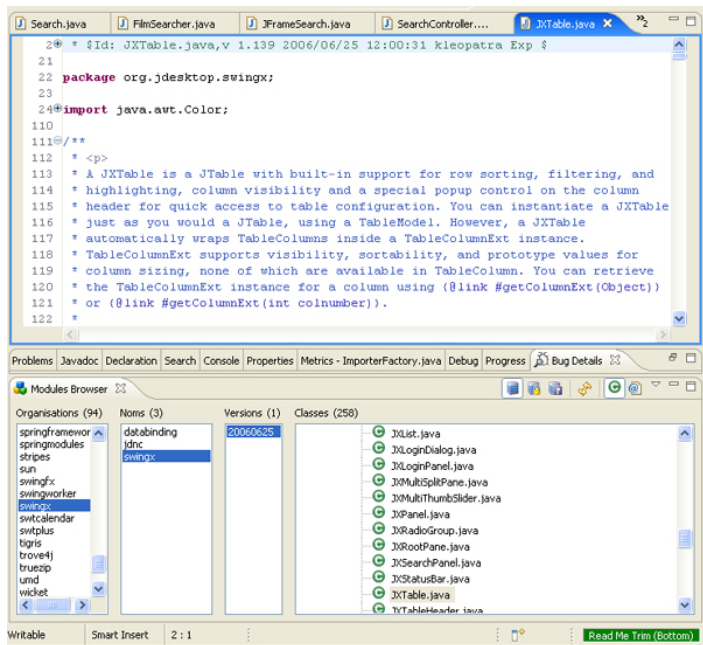 Search.java FilmSearcher.java JFrameSearch.java SearchController.... JXTable.java »2
2 * $Id: JXTable.java,v 1.139 2006/06/25 12:00:31 kleopatra Exp $
21
22 package org.jdesktop.swingx;
23
24 import java.awt.Color;
110
111 /**
112 * <p>
113 * A JXTable is a JTable with built-in support for row sorting, filtering, and
114 * highlighting, column visibility and a special popup control on the column
115 * header for quick access to table configuration. You can instantiate a JXTable
116 * just as you would a JTable, using a TableModel. However, a JXTable
117 * automatically wraps TableColumns inside a TableColumnExt instance.
118 * TableColumnExt supports visibility, sortability, and prototype values for
119 * column sizing, none of which are available in TableColumn. You can retrieve
120 * the TableColumnExt instance for a column using {@link #getColumnExt(Object)}
121 * or {@link #getColumnExt(int colnumber)}.
122 *
Problems Javadoc Declaration Search Console Properties Metrics - ImporterFactory.java Debug Progress Bug Details
Modules Browser
Organisations (94) Noms (3) Versions (1) Classes (258)
springframewor
springmodules
stripes
sun
swingfx
swingworker
swingx
swtcalendar
swtplus
tigris
trove4j
truezip
umd
wicket
databinding
jdnc
swingx
20060625
JXList.java
JXLoginDialog.java
JXLoginPanel.java
JXMultiSplitPane.java
JXMultiThumbSlider.java
JXPanel.java
JXRadioGroup.java
JXRootPane.java
JXSearchPanel.java
JXStatusBar.java
JXTable.java
JXTableHeader.java
Writable Smart Insert 2 : 1 Read Me Trim (Bottom)